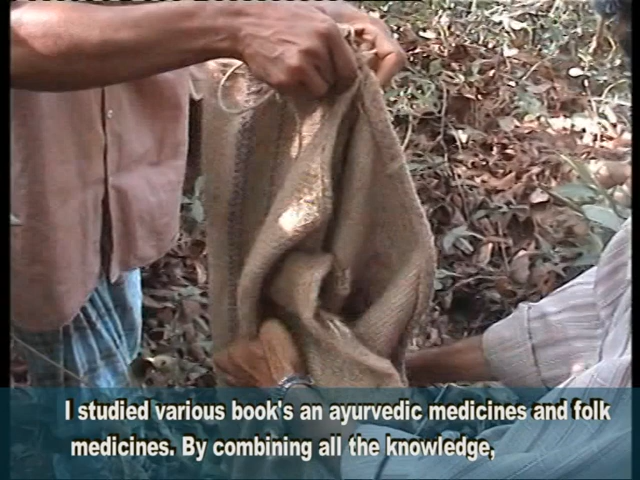 I studied various book's an ayurvedic medicines and folk
medicines. By combining all the knowledge,